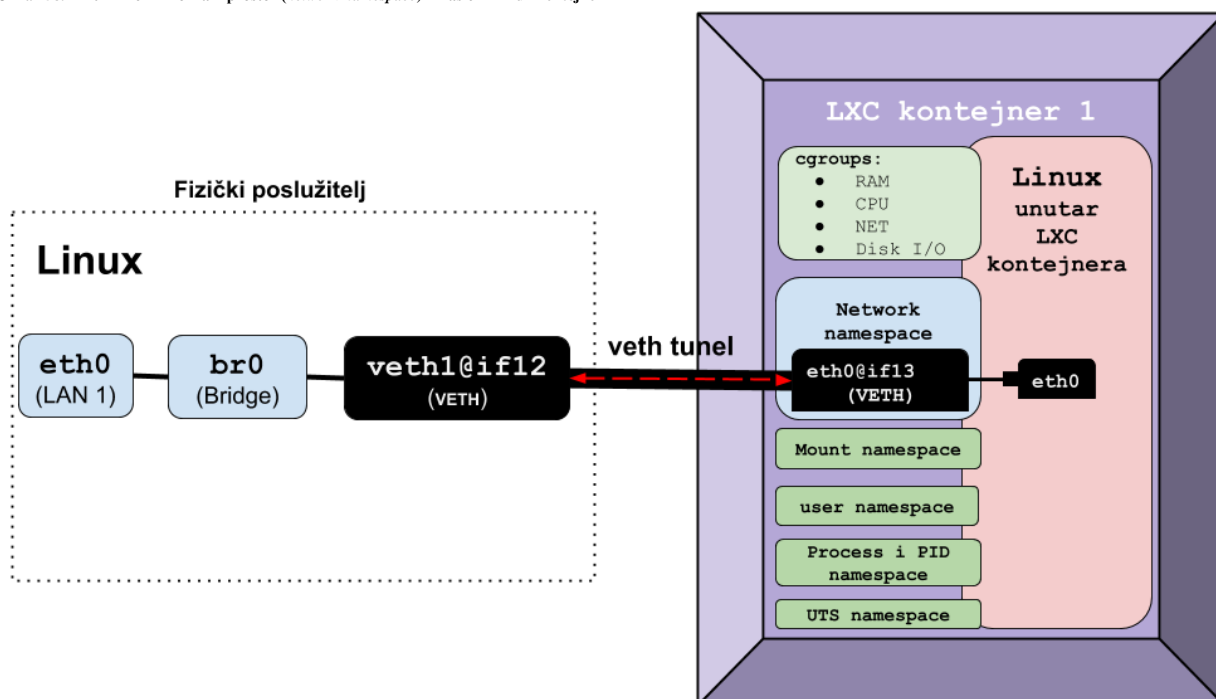 LXC kontejner 1
cgroups:
● RAM
● CPU
● NET
● Disk I/O
Linux
unutar
LXC
kontejnera
Fizički poslužitelj
Linux
eth0
(LAN 1)
br0
(Bridge)
veth1@if12
(VETH)
veth tunel
Network
namespace
eth0@if13
(VETH)
eth0
Mount namespace
user namespace
Process i PID
namespace
UTS namespace